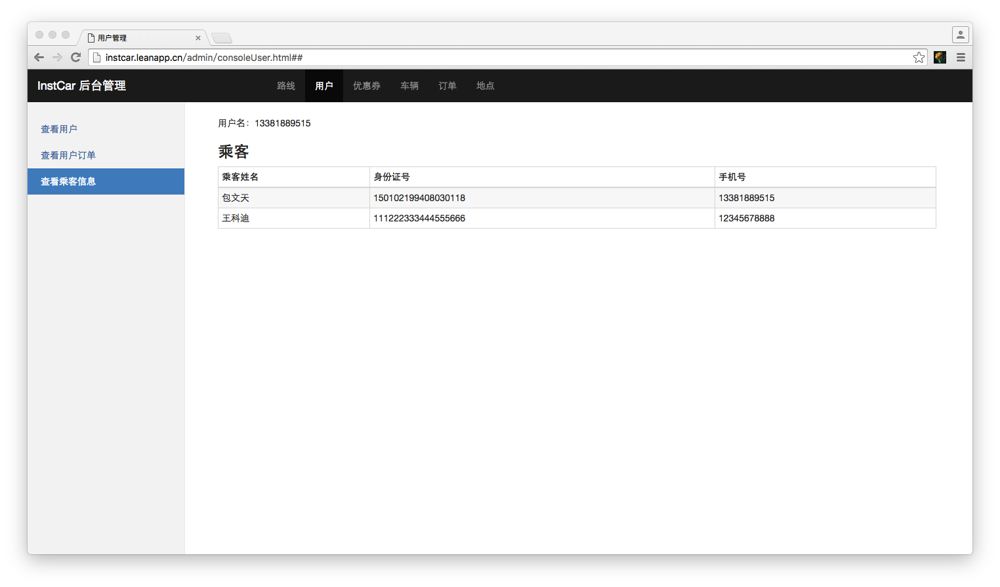 用户管理
instcar.leanapp.cn/admin/consoleUser.html##
InstCar 后台管理 路线 用户 优惠券 车辆 订单 地点
查看用户
查看用户订单
查看乘客信息
用户名：13381889515
乘客
乘客姓名 身份证号 手机号
包文天 150102199408030118 13381889515
王科迪 111222333444555666 12345678888